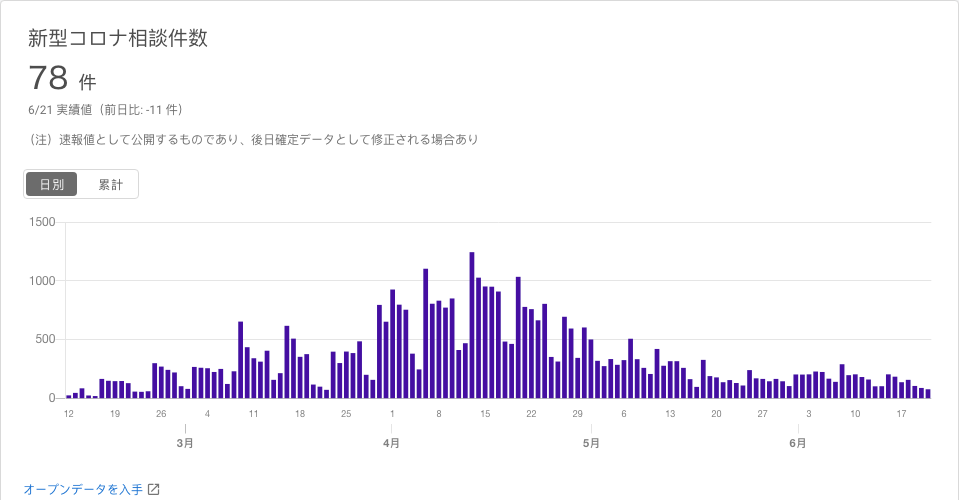 新型コロナ相談件数
78 件
6/21 実績値（前日比: -11 件）
（注）速報値として公開するものであり、後日確定データとして修正される場合あり
日別 累計
1500
1000
500
0
12 19 26 4 11 18 25 1 8 15 22 29 6 13 20 27 3 10 17
3月 4月 5月 6月
オープンデータを入手